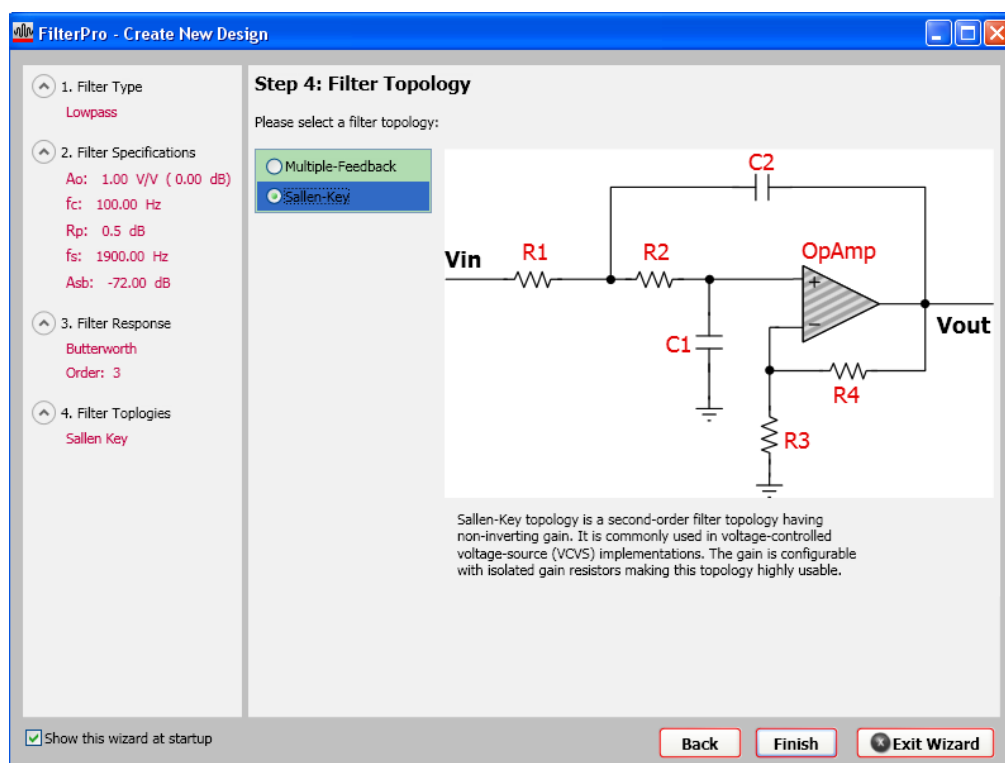 FilterPro - Create New Design
1. Filter Type
Lowpass
2. Filter Specifications
Ao: 1.00 V/V ( 0.00 dB)
fc: 100.00 Hz
Rp: 0.5 dB
fs: 1900.00 Hz
Asb: -72.00 dB
3. Filter Response
Butterworth
Order: 3
4. Filter Toplogies
Sallen Key
Step 4: Filter Topology
Please select a filter topology:
Multiple-Feedback
Sallen-Key
C2
Vin
R1
R2
OpAmp
+
−
Vout
C1
R4
R3
Sallen-Key topology is a second-order filter topology having
non-inverting gain. It is commonly used in voltage-controlled
voltage-source (VCVS) implementations. The gain is configurable
with isolated gain resistors making this topology highly usable.
Show this wizard at startup
Back
Finish
Exit Wizard